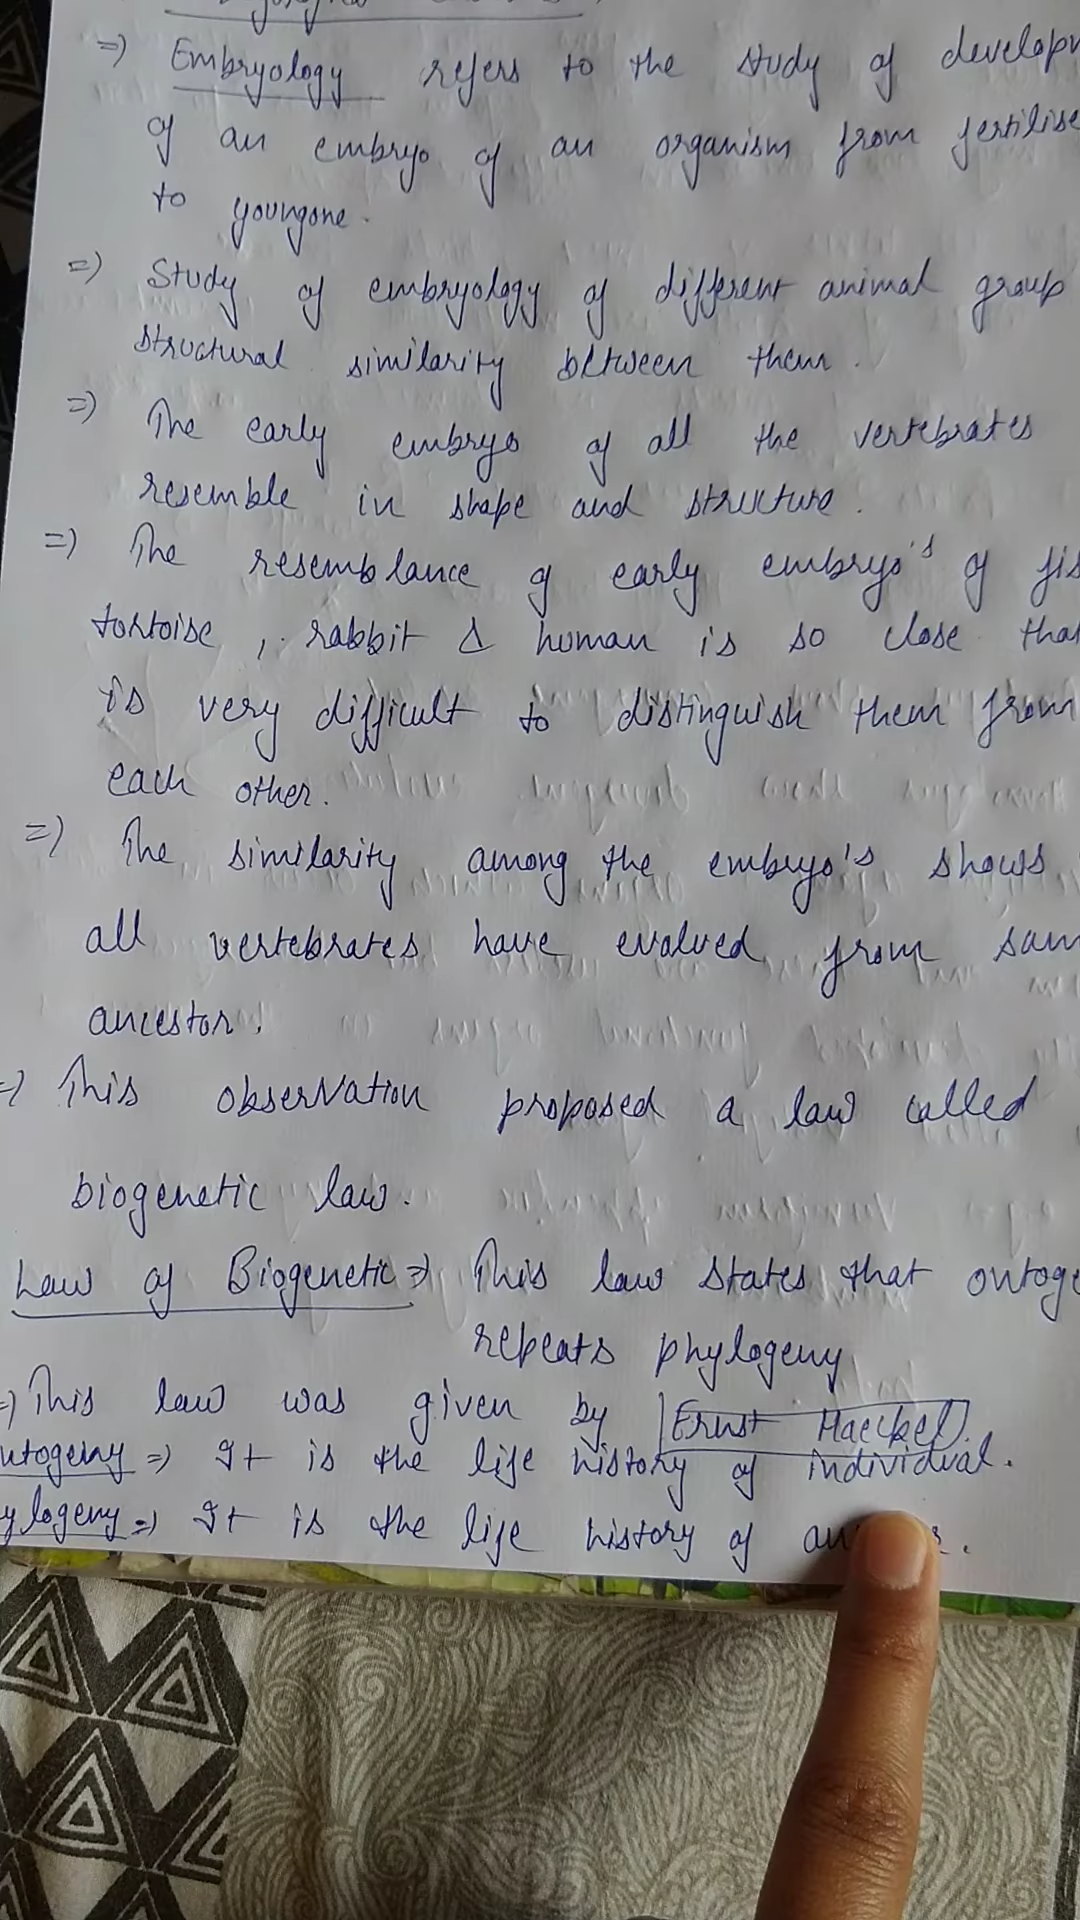 => Embryology refers to the study of develop
of an embryo of an organism from fertilise
to youngone.
=> Study of embryology of different animal group
structural similarity between them.
=> The early embryo of all the vertebrates
resemble in shape and structure.
=> The resemblance of early embryo's of fis
tortoise, rabbit & human is so close that
is very difficult to distinguish them from
each other.
=> The similarity among the embryo's shows
all vertebrates have evolved from sam
ancestor.
=> This observation proposed a law called
biogenetic law.
Law of Biogenetic => This law states that ontoge
repeats phylogeny
=> This law was given by Ernst Haeckel.
ntogeny => It is the life history of individual.
ylogeny => It is the life history of